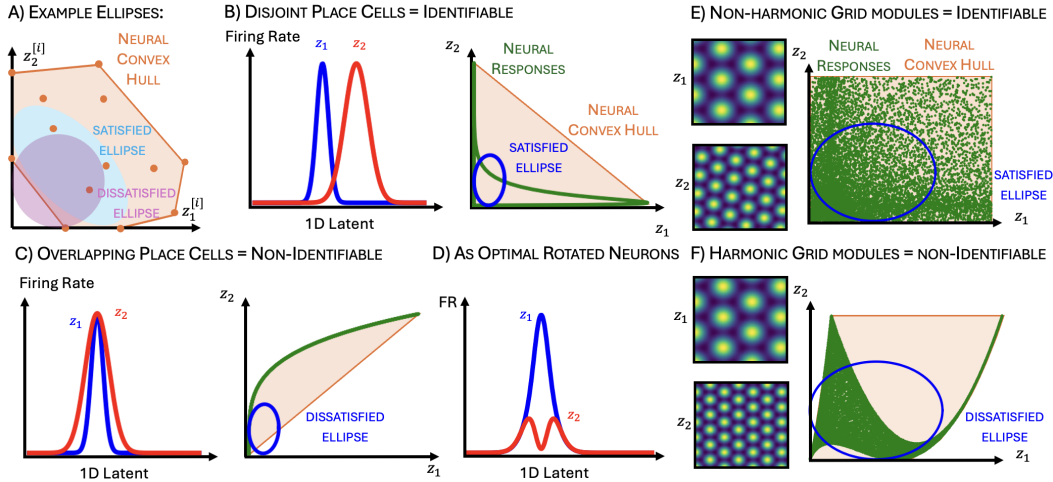 A) EXAMPLE ELLIPSES:
z₂^[i]
NEURAL
CONVEX
HULL
SATISFIED
ELLIPSE
DISSATISFIED
ELLIPSE
z₁^[i]
B) DISJOINT PLACE CELLS = IDENTIFIABLE
Firing Rate
z₁
z₂
1D Latent
z₂
NEURAL
RESPONSES
NEURAL
CONVEX HULL
SATISFIED
ELLIPSE
z₁
E) NON-HARMONIC GRID MODULES = IDENTIFIABLE
z₁
z₂
z₂
NEURAL
RESPONSES
NEURAL
CONVEX HULL
SATISFIED
ELLIPSE
z₁
C) OVERLAPPING PLACE CELLS = NON-IDENTIFIABLE
Firing Rate
z₁
z₂
1D Latent
z₂
DISSATISFIED
ELLIPSE
z₁
D) AS OPTIMAL ROTATED NEURONS
FR
z₁
z₂
1D Latent
F) HARMONIC GRID MODULES = NON-IDENTIFIABLE
z₁
z₂
z₂
DISSATISFIED
ELLIPSE
z₁